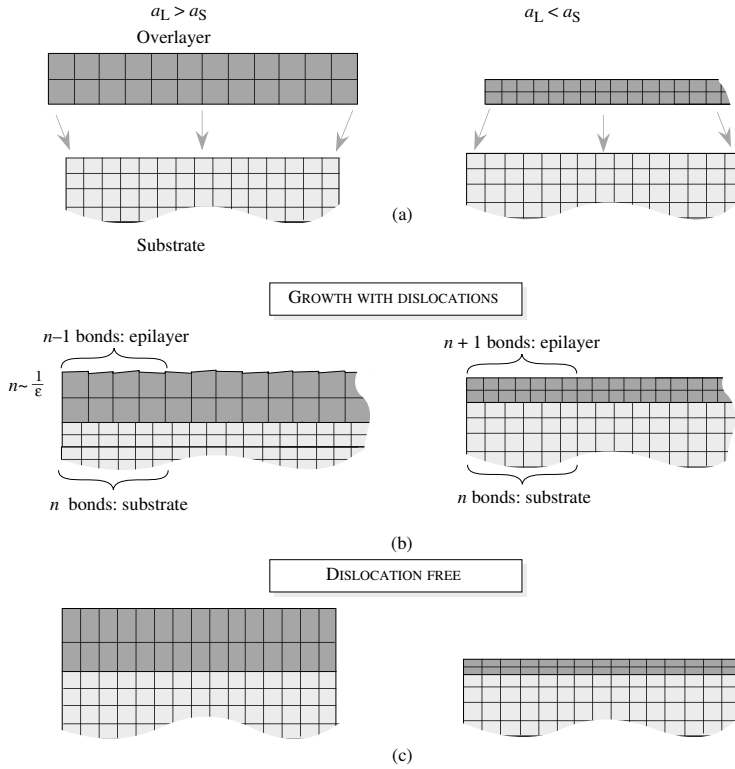 a_L > a_S
a_L < a_S
Overlayer
Substrate
(a)
GROWTH WITH DISLOCATIONS
n–1 bonds: epilayer
n + 1 bonds: epilayer
n ~ 1/ε
n bonds: substrate
n bonds: substrate
(b)
DISLOCATION FREE
(c)